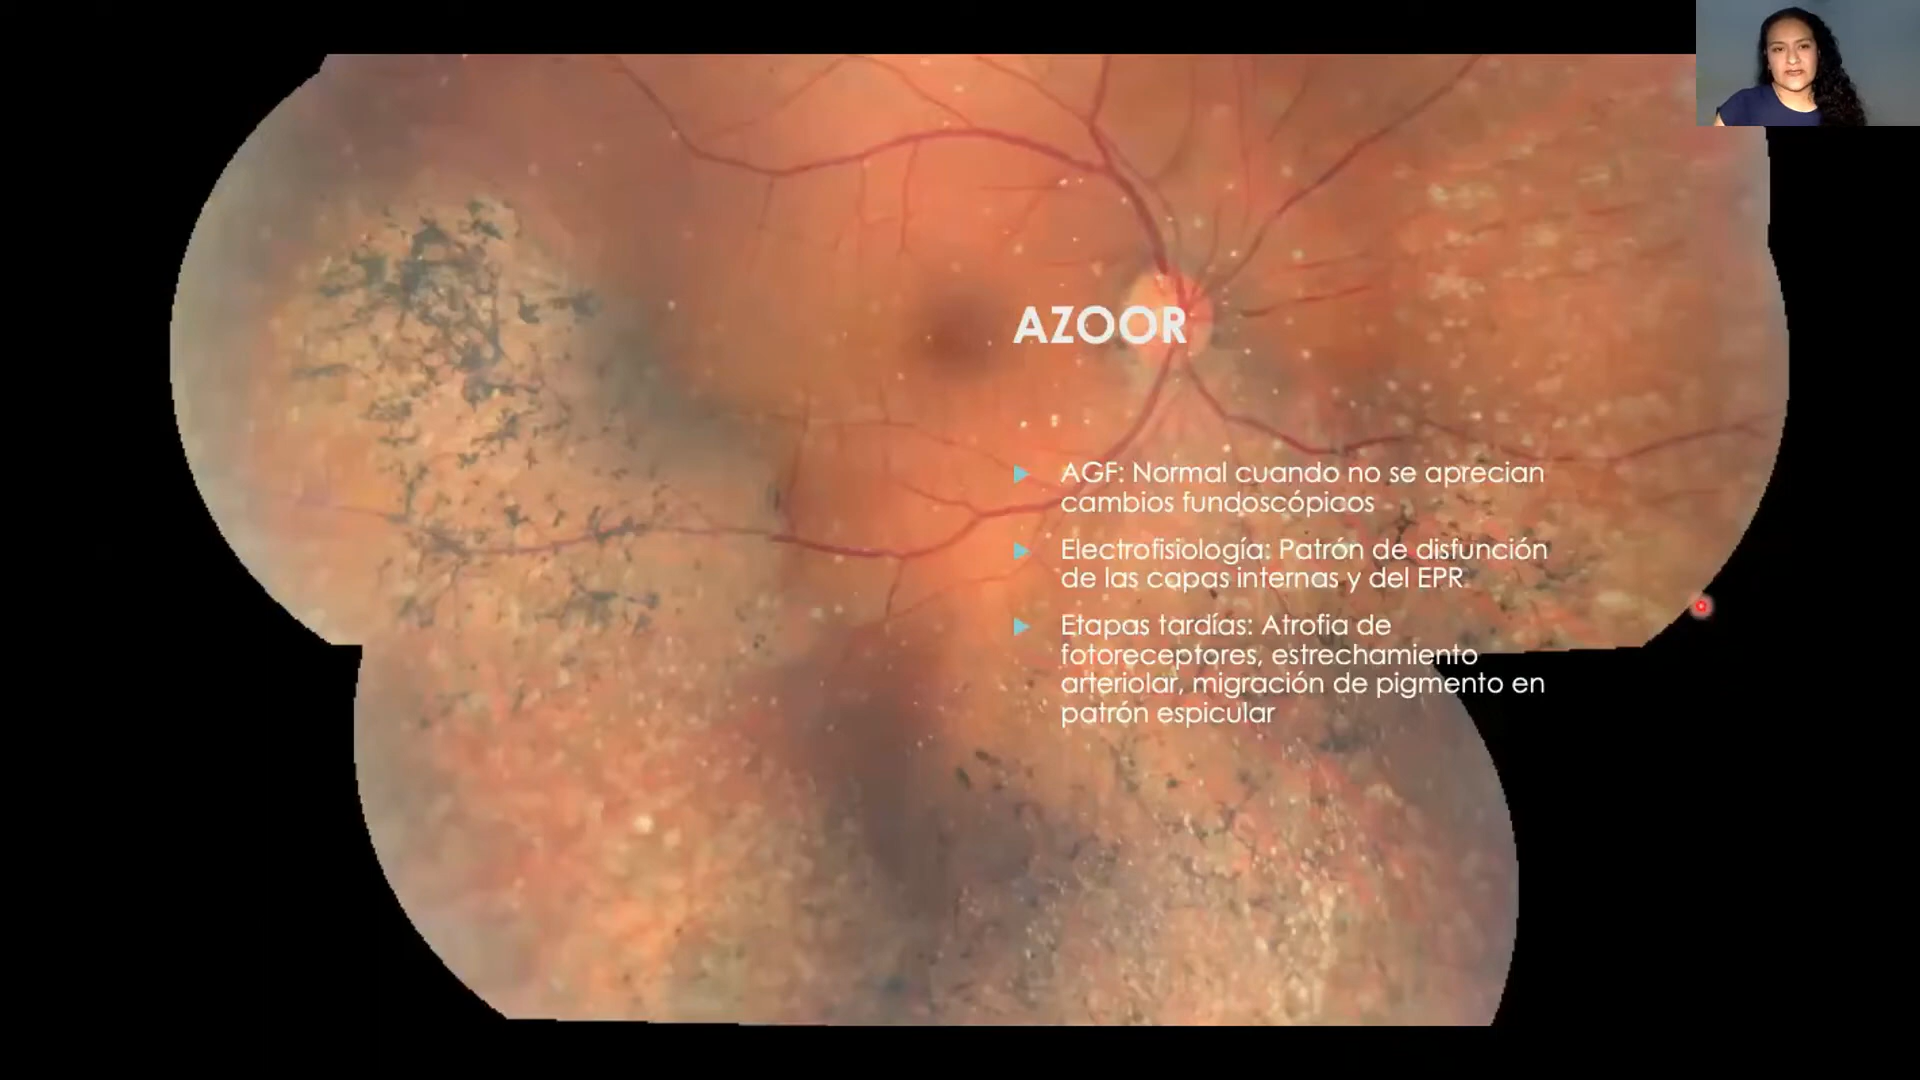 AZOOR
AGF: Normal cuando no se aprecian
cambios fundoscópicos
Electrofisiología: Patrón de disfunción
de las capas internas y del EPR
Etapas tardías: Atrofia de
fotoreceptores, estrechamiento
arteriolar, migración de pigmento en
patrón espicular